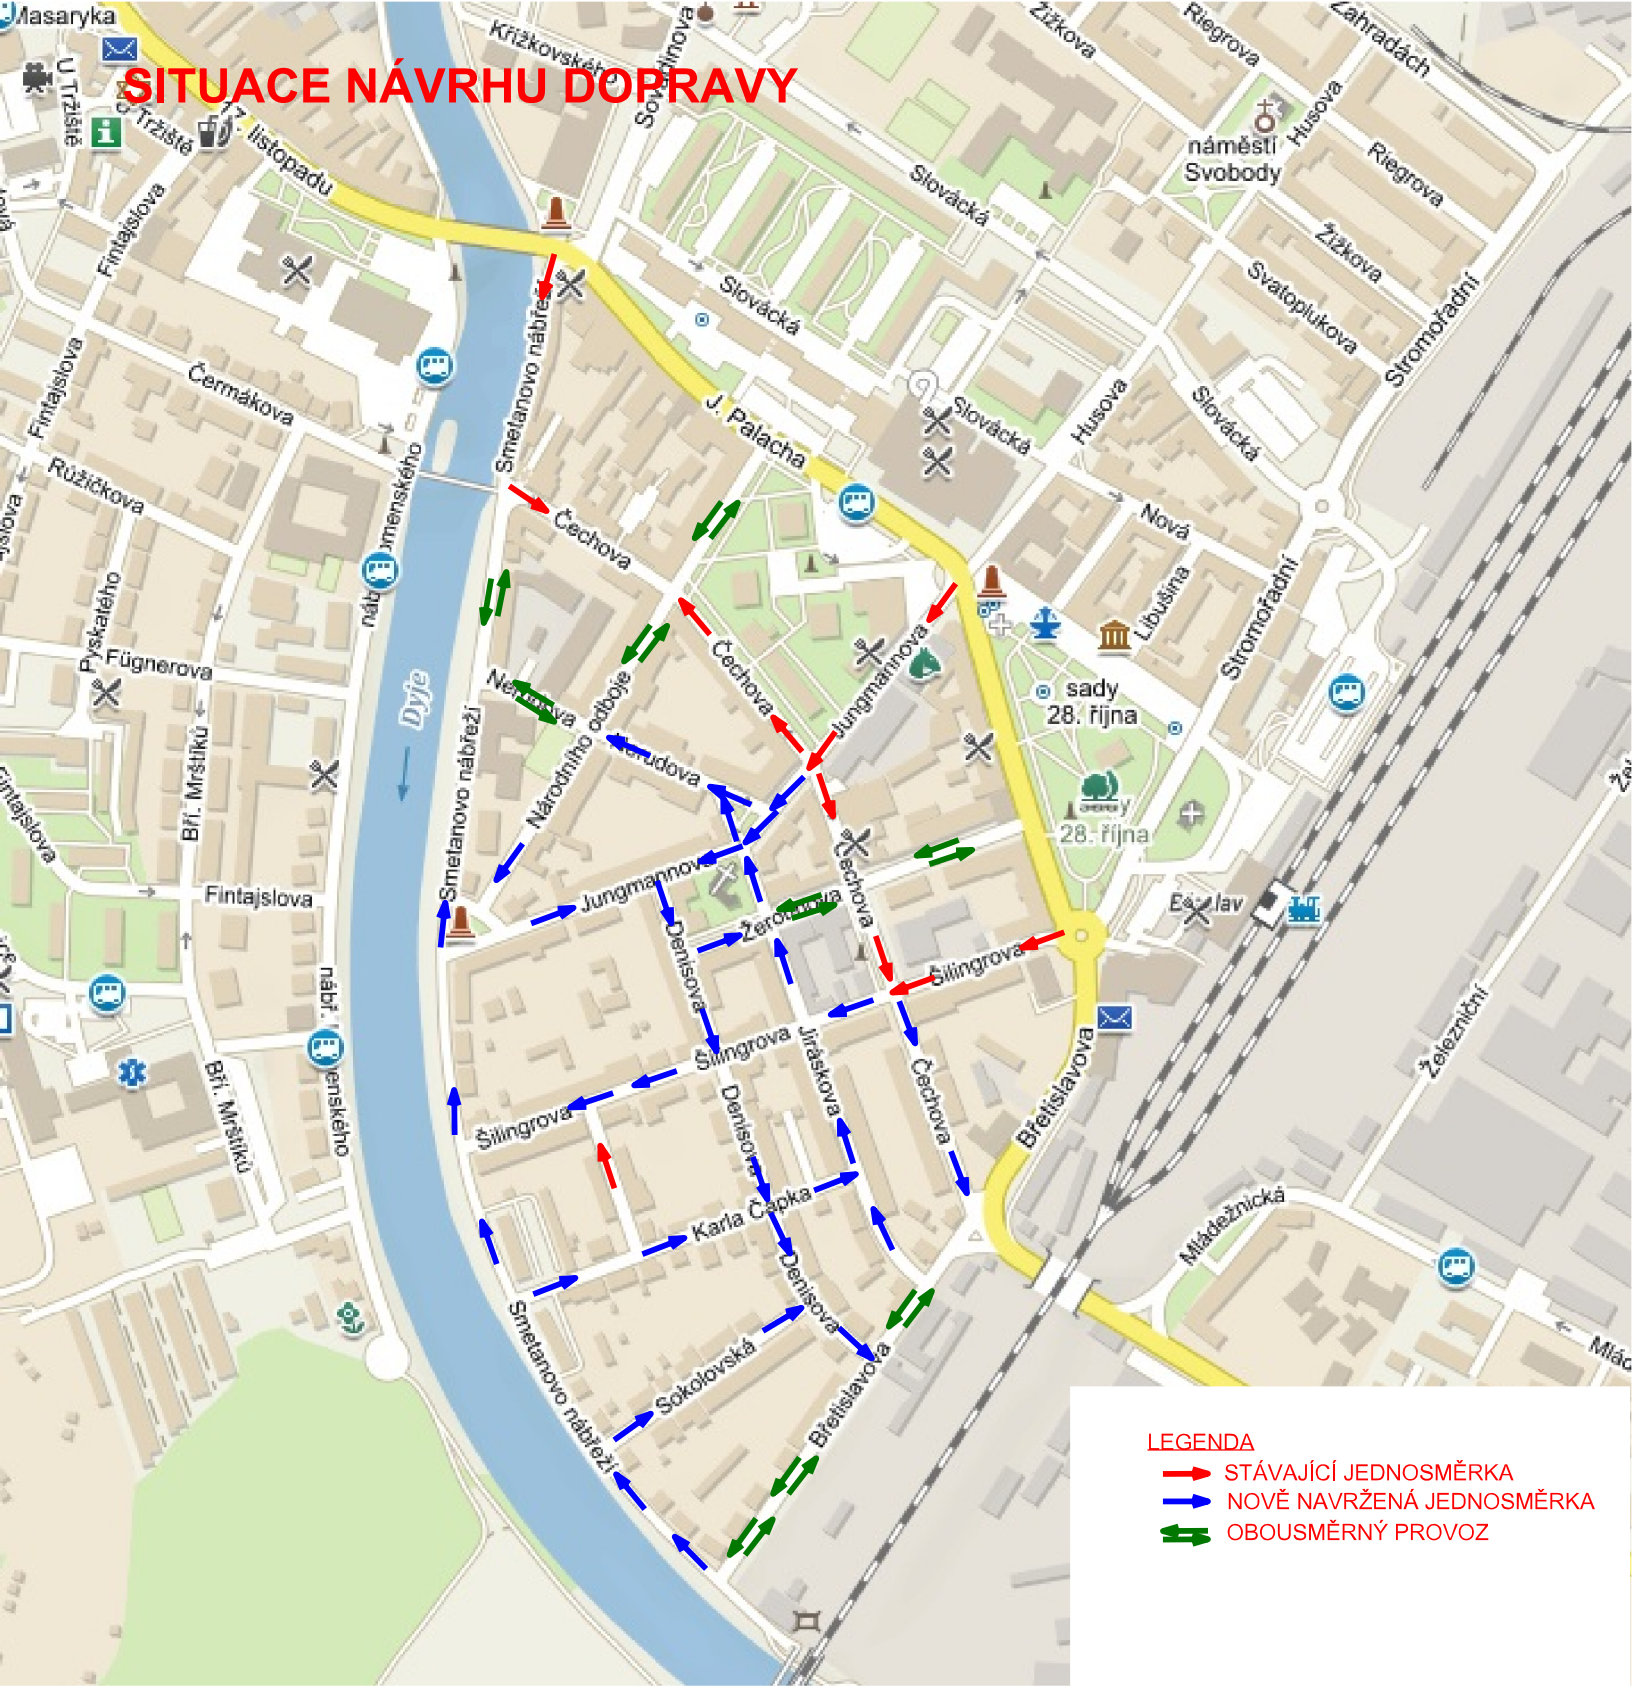 Masaryka
U Tržiště
Tržiště
SITUACE NÁVRHU DOPRAVY
17. listopadu
Křižkovského
Sovadinova
Žižkova
Riegrova
Zahradách
Husova
náměstí
Svobody
Riegrova
Žižkova
Svatoplukova
Stromořadní
Slovácká
Slovácká
Slovácká
Slovácká
Husova
Nová
Libušina
Stromořadní
Fintajslova
Fintajslova
Čermákova
Růžičkova
Pyskatého
Fügnerova
Bří. Mrštíků
Fintajslova
Fintajslova
Bří. Mrštíků
Dyje
Smetanovo nábřeží
J. Palacha
Čechova
Čechova
Jungmannova
Národního odboje
Nerudova
Nerudova
Smetanovo nábřeží
sady
28. října
28. října
Jungmannova
Čechova
Žerotínova
Denisova
Šilingrova
Břeclav
Šilingrova
Jiráskova
Čechova
Šilingrova
Denisova
Břetislavova
Železniční
Mládežnická
Karla Čapka
Denisova
Smetanovo nábřeží
Sokolovská
Břetislavova
LEGENDA
STÁVAJÍCÍ JEDNOSMĚRKA
NOVĚ NAVRŽENÁ JEDNOSMĚRKA
OBOUSMĚRNÝ PROVOZ